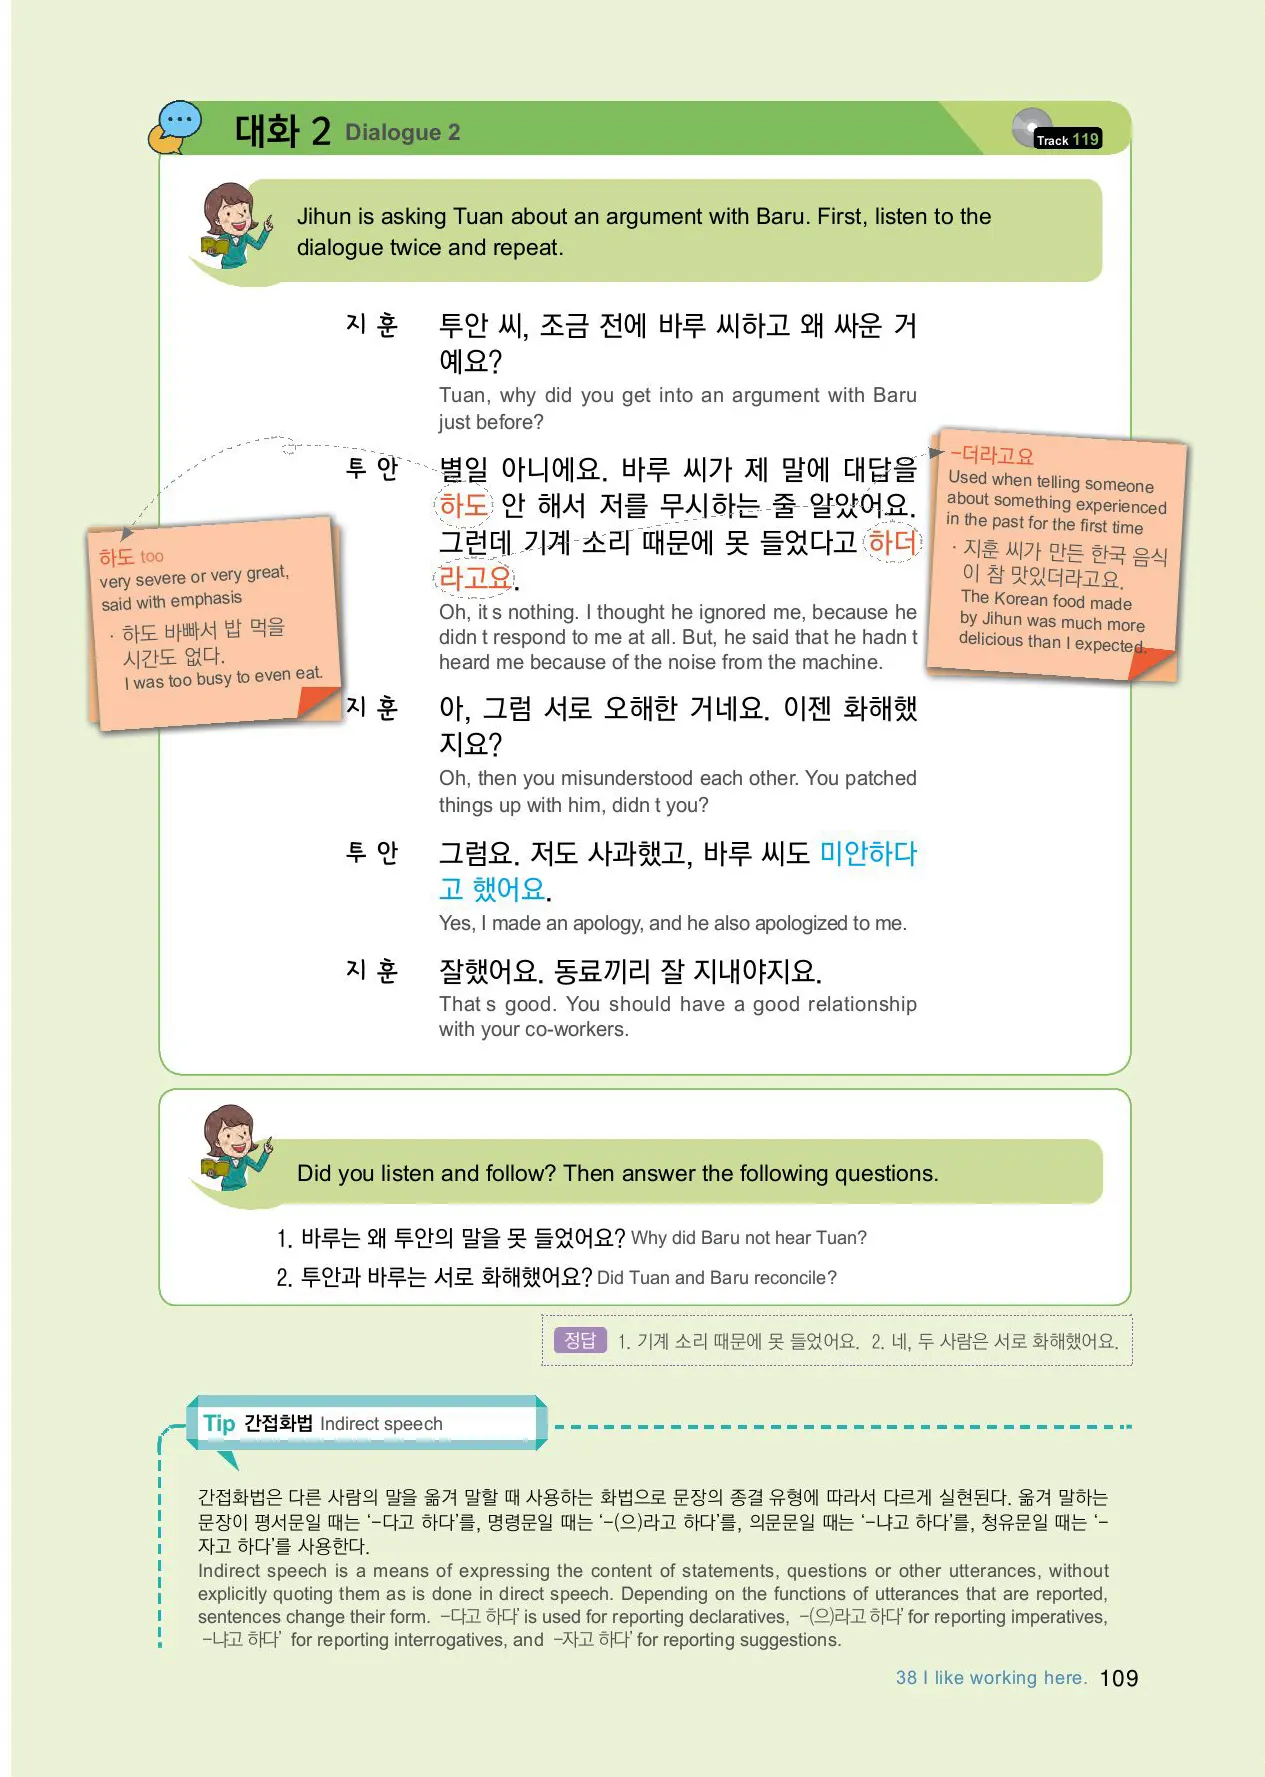 대화 2 Dialogue 2
Track 119
Jihun is asking Tuan about an argument with Baru. First, listen to the
dialogue twice and repeat.
지 훈 투안 씨, 조금 전에 바루 씨하고 왜 싸운 거
예요?
Tuan, why did you get into an argument with Baru
just before?
투 안 별일 아니에요. 바루 씨가 제 말에 대답을
하도 안 해서 저를 무시하는 줄 알았어요.
그런데 기계 소리 때문에 못 들었다고 하더
라고요.
Oh, it s nothing. I thought he ignored me, because he
didn t respond to me at all. But, he said that he hadn t
heard me because of the noise from the machine.
하도 too
very severe or very great,
said with emphasis
· 하도 바빠서 밥 먹을
시간도 없다.
I was too busy to even eat.
-더라고요
Used when telling someone
about something experienced
in the past for the first time
· 지훈 씨가 만든 한국 음식
이 참 맛있더라고요.
The Korean food made
by Jihun was much more
delicious than I expected.
지 훈 아, 그럼 서로 오해한 거네요. 이젠 화해했
지요?
Oh, then you misunderstood each other. You patched
things up with him, didn t you?
투 안 그럼요. 저도 사과했고, 바루 씨도 미안하다
고 했어요.
Yes, I made an apology, and he also apologized to me.
지 훈 잘했어요. 동료끼리 잘 지내야지요.
That s good. You should have a good relationship
with your co-workers.
Did you listen and follow? Then answer the following questions.
1. 바루는 왜 투안의 말을 못 들었어요? Why did Baru not hear Tuan?
2. 투안과 바루는 서로 화해했어요? Did Tuan and Baru reconcile?
정답 1. 기계 소리 때문에 못 들었어요. 2. 네, 두 사람은 서로 화해했어요.
Tip 간접화법 Indirect speech
간접화법은 다른 사람의 말을 옮겨 말할 때 사용하는 화법으로 문장의 종결 유형에 따라서 다르게 실현된다. 옮겨 말하는
문장이 평서문일 때는 ‘-다고 하다’를, 명령문일 때는 ‘-(으)라고 하다’를, 의문문일 때는 ‘-냐고 하다’를, 청유문일 때는 ‘-
자고 하다’를 사용한다.
Indirect speech is a means of expressing the content of statements, questions or other utterances, without
explicitly quoting them as is done in direct speech. Depending on the functions of utterances that are reported,
sentences change their form. -다고 하다’ is used for reporting declaratives, -(으)라고 하다’ for reporting imperatives,
-냐고 하다’ for reporting interrogatives, and -자고 하다’ for reporting suggestions.
38 I like working here. 109